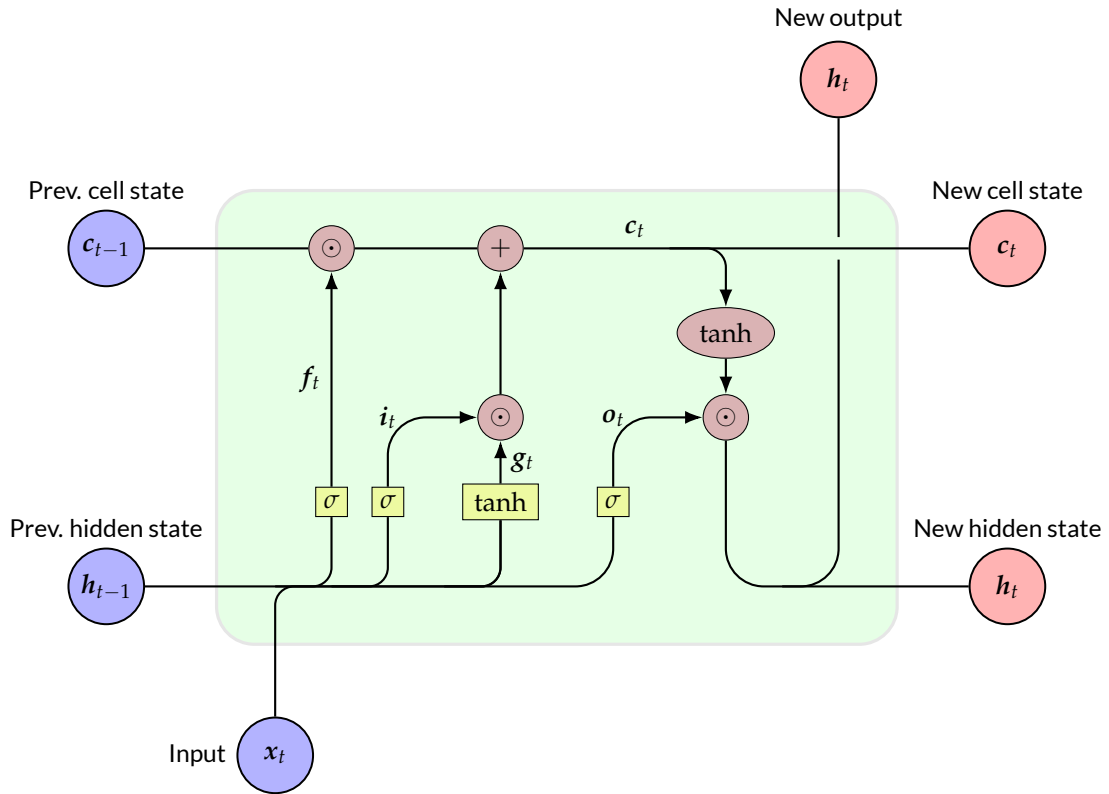 New output
h_t
Prev. cell state
New cell state
c_{t−1}
⊙
+
c_t
c_t
tanh
f_t
i_t
⊙
o_t
⊙
g_t
σ
σ
tanh
σ
Prev. hidden state
New hidden state
h_{t−1}
h_t
Input
x_t